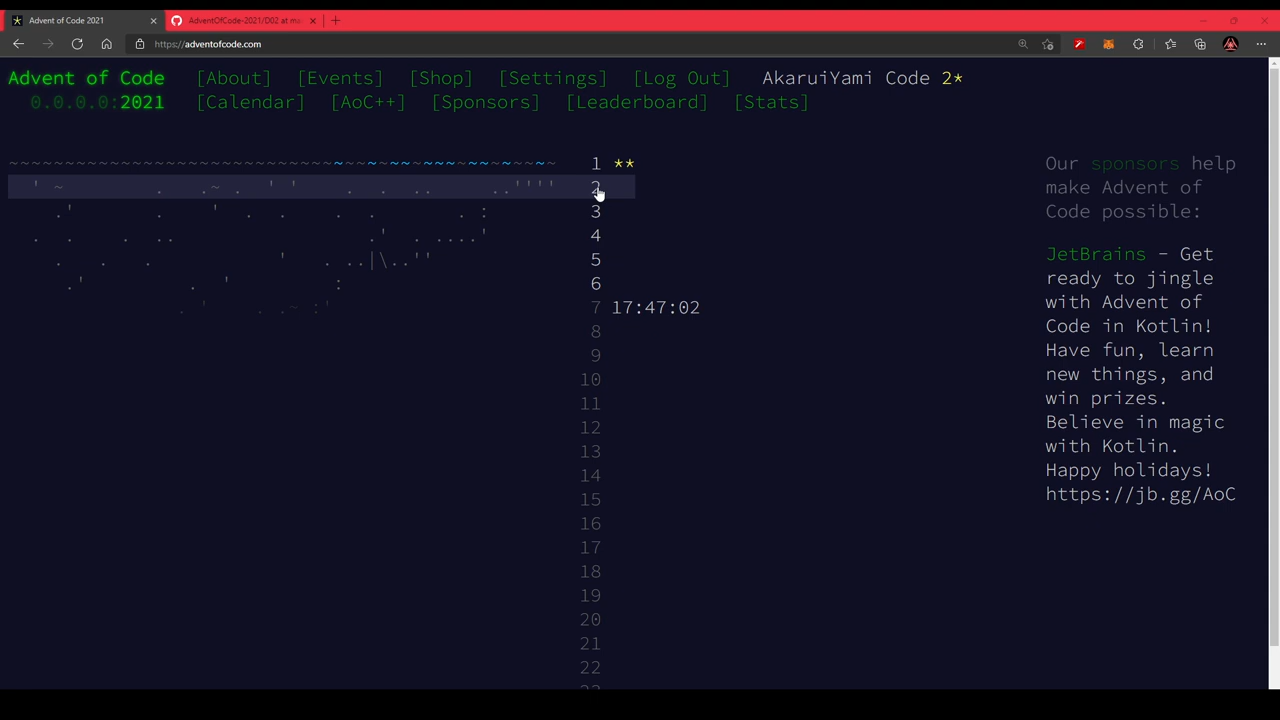 Advent of Code 2021
AdventOfCode-2021/D02 at ma
https://adventofcode.com
Advent of Code [About] [Events] [Shop] [Settings] [Log Out] AkaruiYami Code 2*
0.0.0.0:2021 [Calendar] [AoC++] [Sponsors] [Leaderboard] [Stats]
1 **
2
3
4
5
6
7 17:47:02
8
9
10
11
12
13
14
15
16
17
18
19
20
21
22
Our sponsors help
make Advent of
Code possible:
JetBrains - Get
ready to jingle
with Advent of
Code in Kotlin!
Have fun, learn
new things, and
win prizes.
Believe in magic
with Kotlin.
Happy holidays!
https://jb.gg/AoC